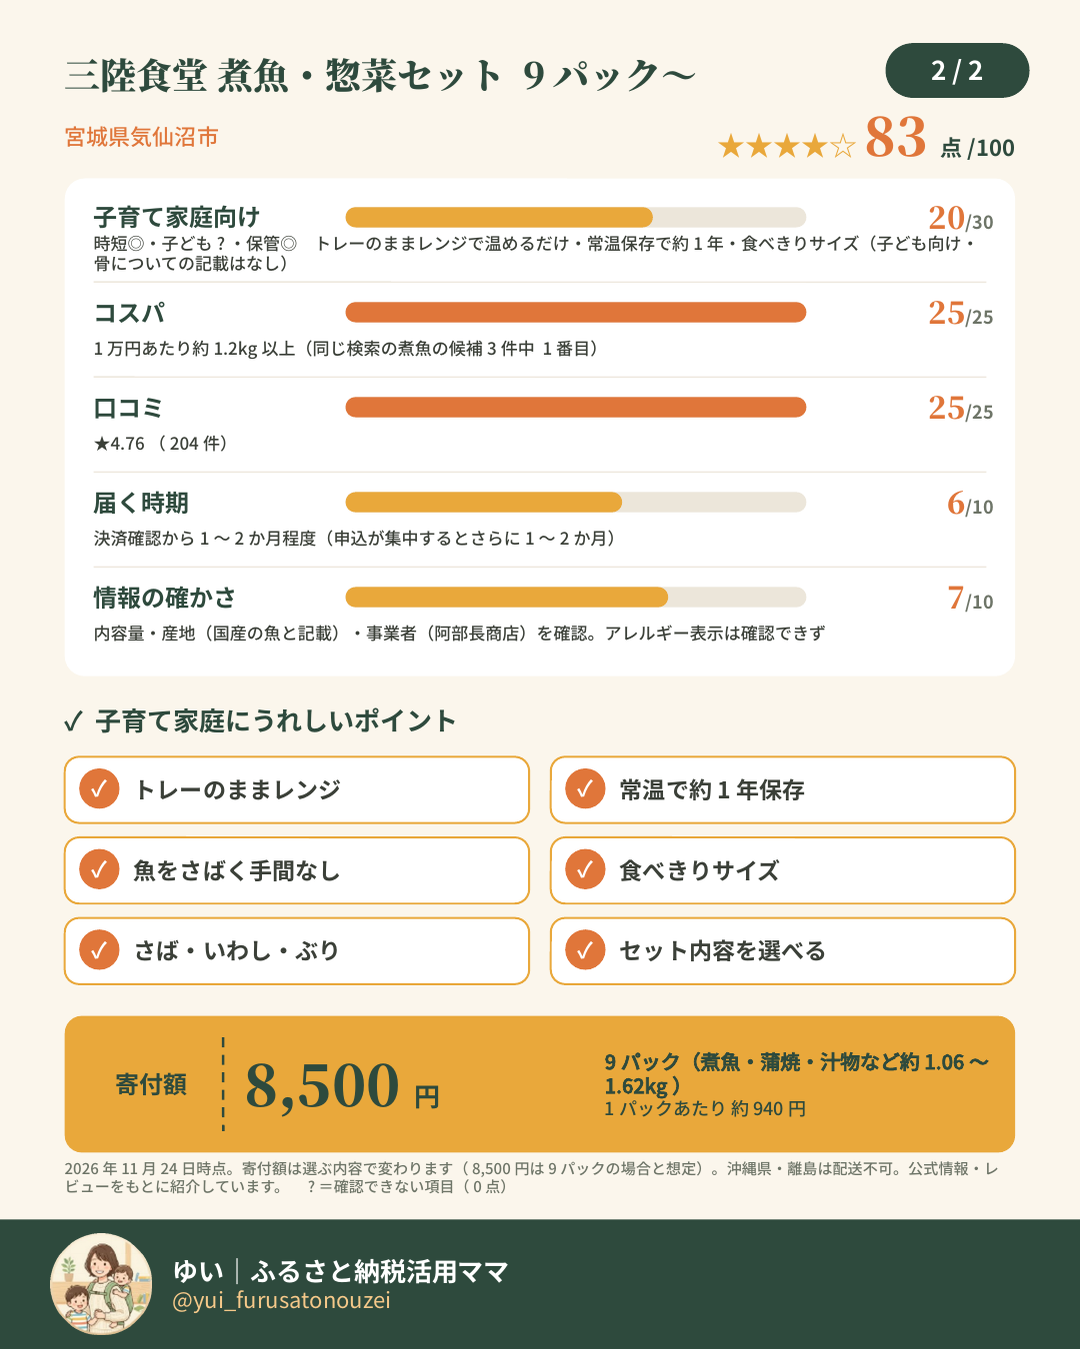 三陸食堂 煮魚・惣菜セット 9パック〜
2 / 2
宮城県気仙沼市
★★★★☆ 83 点 /100
子育て家庭向け 20/30
時短◎・子ども？・保管◎ トレーのままレンジで温めるだけ・常温保存で約1年・食べきりサイズ（子ども向け・
骨についての記載はなし）
コスパ 25/25
1万円あたり約1.2kg以上（同じ検索の煮魚の候補3件中 1番目）
口コミ 25/25
★4.76 （204件）
届く時期 6/10
決済確認から1〜2か月程度（申込が集中するとさらに1〜2か月）
情報の確かさ 7/10
内容量・産地（国産の魚と記載）・事業者（阿部長商店）を確認。アレルギー表示は確認できず
✓ 子育て家庭にうれしいポイント
✓ トレーのままレンジ
✓ 常温で約1年保存
✓ 魚をさばく手間なし
✓ 食べきりサイズ
✓ さば・いわし・ぶり
✓ セット内容を選べる
寄付額 8,500 円
9パック（煮魚・蒲焼・汁物など約1.06〜
1.62kg）
1パックあたり 約940円
2026年11月24日時点。寄付額は選ぶ内容で変わります（8,500円は9パックの場合と想定）。沖縄県・離島は配送不可。公式情報・レ
ビューをもとに紹介しています。 ？＝確認できない項目（0点）
ゆい｜ふるさと納税活用ママ
@yui_furusatonouzei